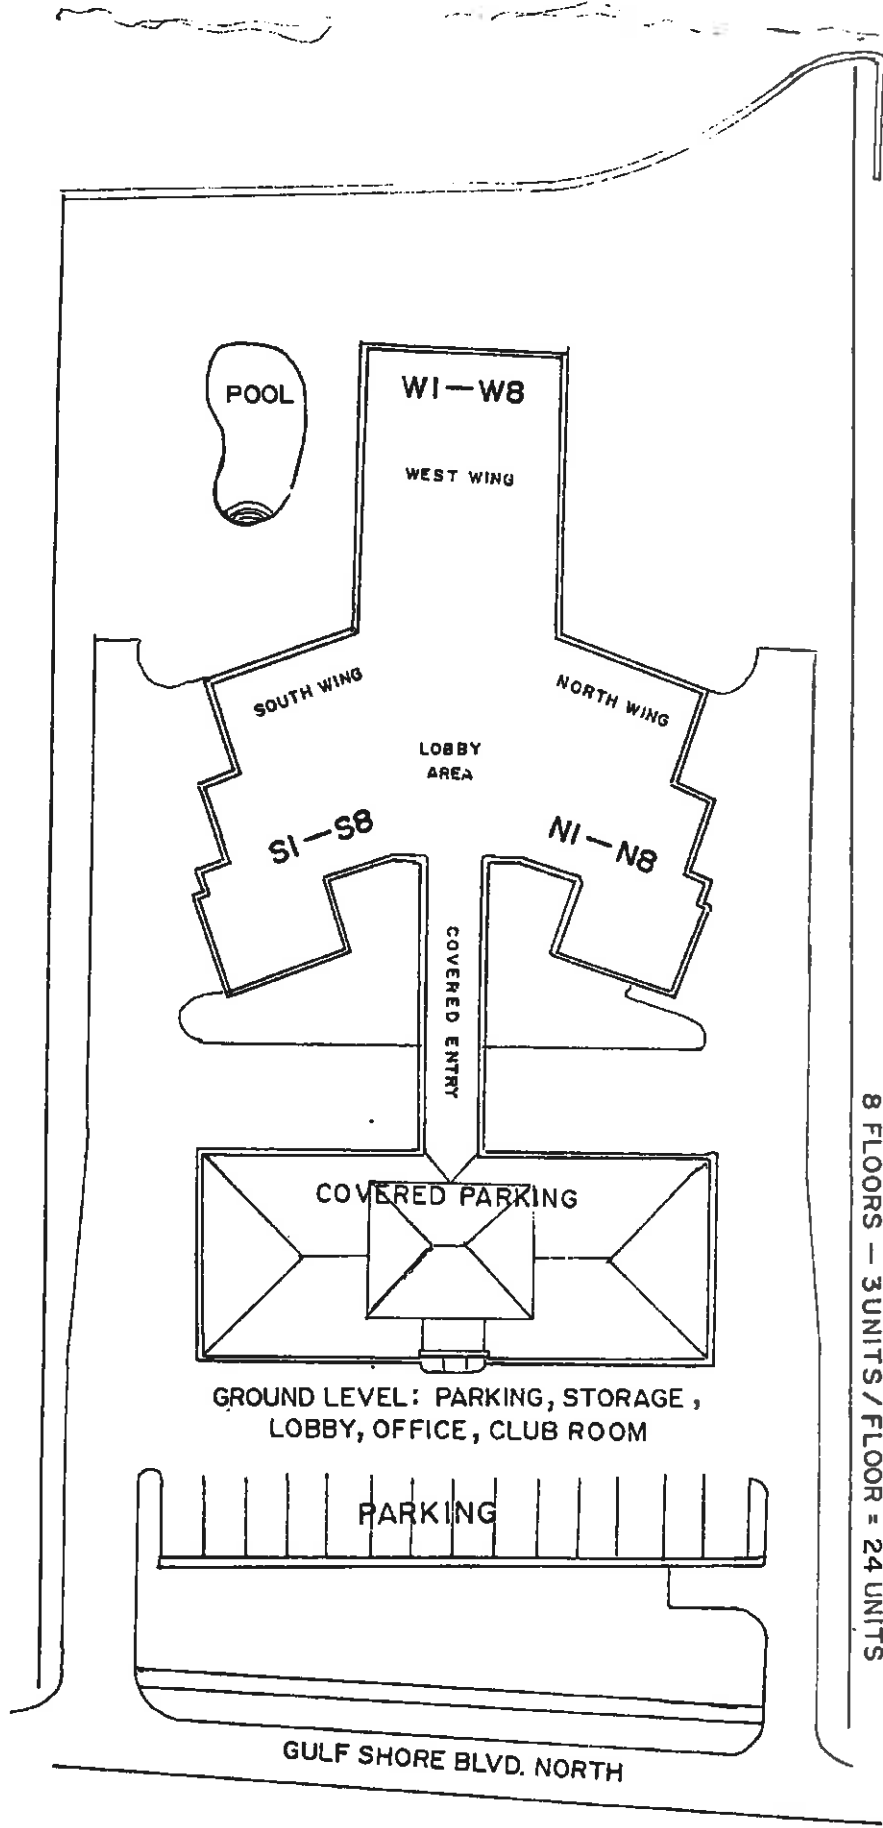 POOL
W1—W8
WEST WING
SOUTH WING
NORTH WING
LOBBY
AREA
S1—S8
N1—N8
COVERED ENTRY
COVERED PARKING
GROUND LEVEL: PARKING, STORAGE,
LOBBY, OFFICE, CLUB ROOM
PARKING
GULF SHORE BLVD. NORTH
8 FLOORS — 3 UNITS / FLOOR = 24 UNITS